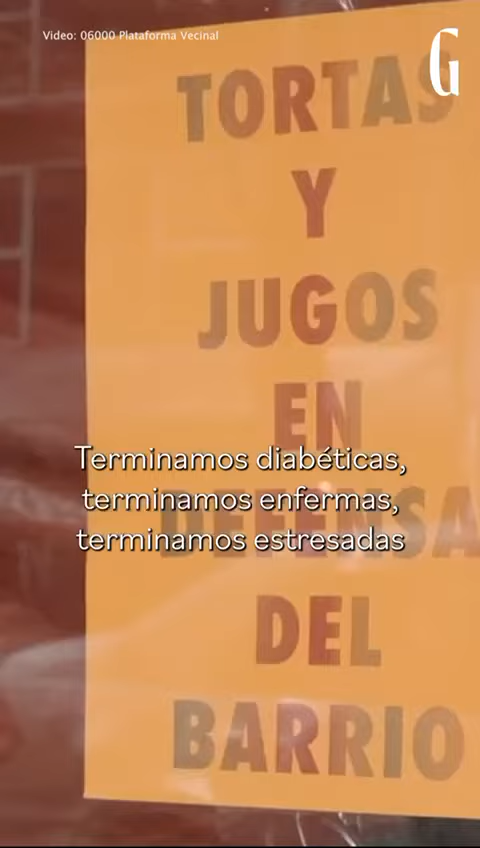 Video: 06000 Plataforma Vecinal
G
TORTAS
Y
JUGOS
EN
DEFENSA
DEL
BARRIO
Terminamos diabéticas,
terminamos enfermas,
terminamos estresadas